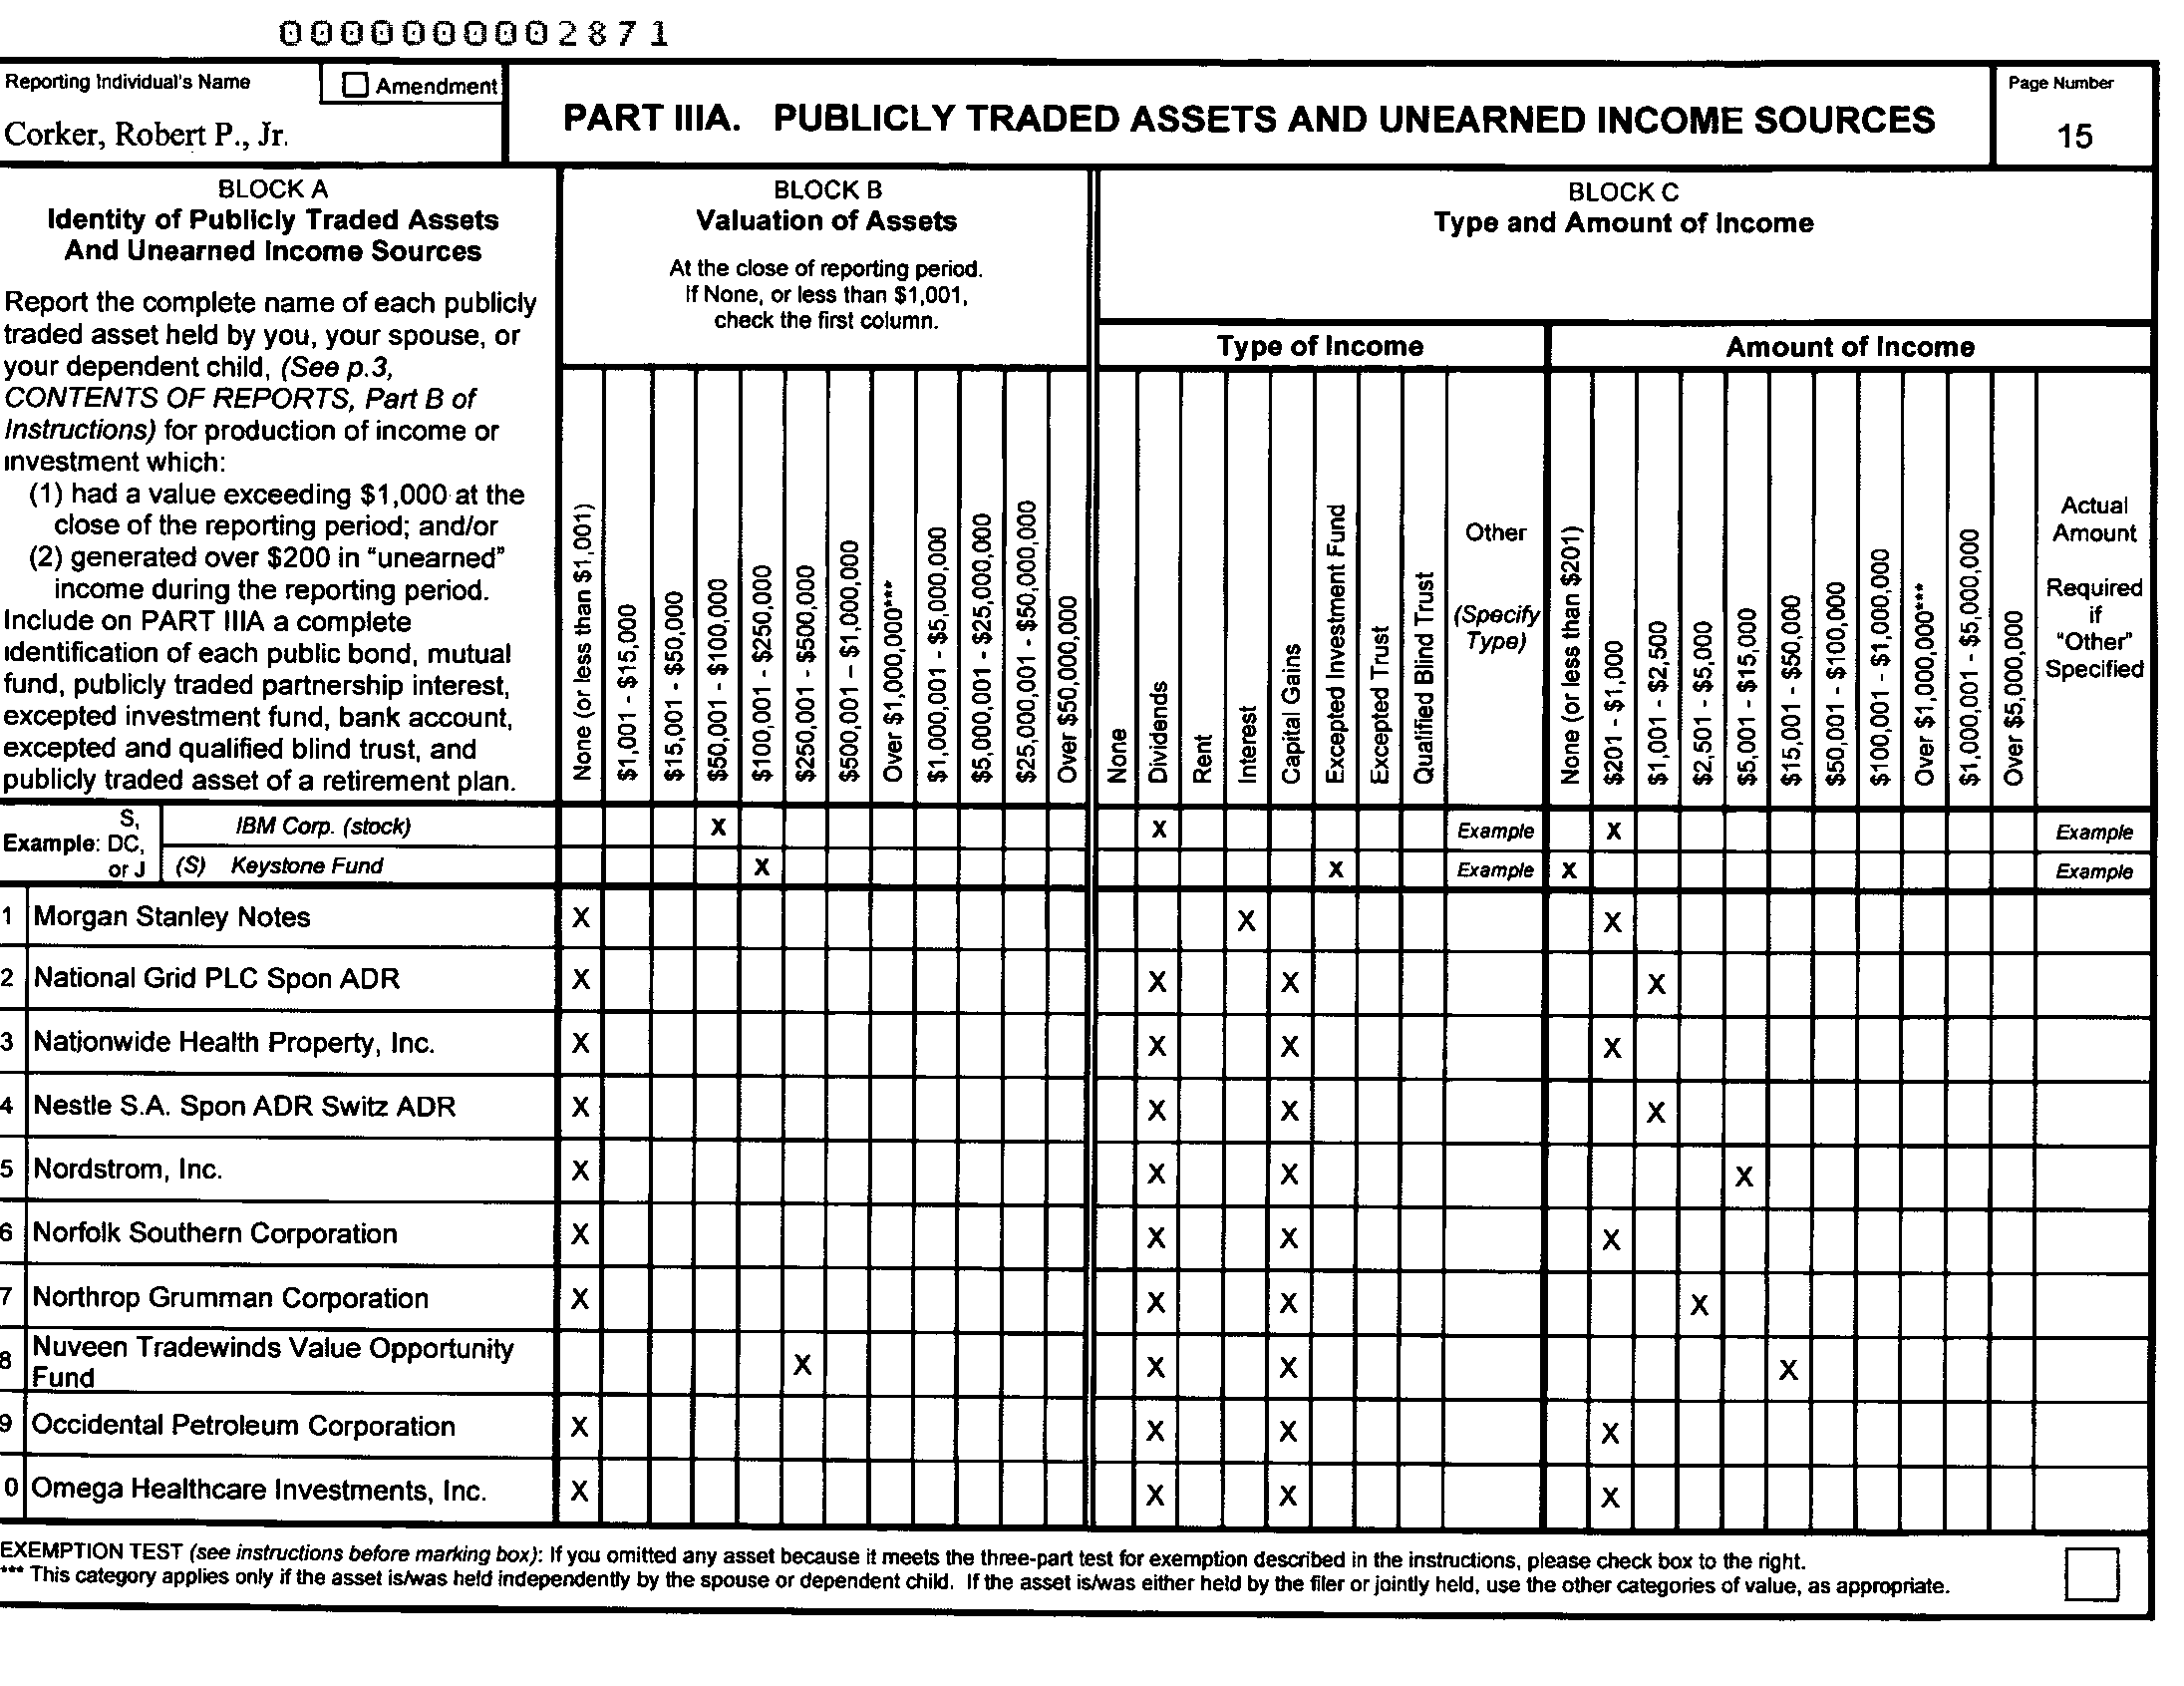 0000000002871
Reporting Individual's Name
☐ Amendment
Corker, Robert P., Jr.
PART IIIA. PUBLICLY TRADED ASSETS AND UNEARNED INCOME SOURCES
Page Number
15
BLOCK A
Identity of Publicly Traded Assets
And Unearned Income Sources
Report the complete name of each publicly
traded asset held by you, your spouse, or
your dependent child, (See p.3,
CONTENTS OF REPORTS, Part B of
Instructions) for production of income or
investment which:
(1) had a value exceeding $1,000 at the
close of the reporting period; and/or
(2) generated over $200 in "unearned"
income during the reporting period.
Include on PART IIIA a complete
identification of each public bond, mutual
fund, publicly traded partnership interest,
excepted investment fund, bank account,
excepted and qualified blind trust, and
publicly traded asset of a retirement plan.
BLOCK B
Valuation of Assets
At the close of reporting period.
If None, or less than $1,001,
check the first column.
None (or less than $1,001)
$1,001 - $15,000
$15,001 - $50,000
$50,001 - $100,000
$100,001 - $250,000
$250,001 - $500,000
$500,001 – $1,000,000
Over $1,000,000***
$1,000,001 - $5,000,000
$5,000,001 - $25,000,000
$25,000,001 - $50,000,000
Over $50,000,000
BLOCK C
Type and Amount of Income
Type of Income
None
Dividends
Rent
Interest
Capital Gains
Excepted Investment Fund
Excepted Trust
Qualified Blind Trust
Other
(Specify
Type)
Amount of Income
None (or less than $201)
$201 - $1,000
$1,001 - $2,500
$2,501 - $5,000
$5,001 - $15,000
$15,001 - $50,000
$50,001 - $100,000
$100,001 - $1,000,000
Over $1,000,000***
$1,000,001 - $5,000,000
Over $5,000,000
Actual
Amount
Required
if
"Other"
Specified
Example: S, DC, or J
IBM Corp. (stock) X X Example X Example
(S) Keystone Fund X X Example X Example
1 Morgan Stanley Notes X X X
2 National Grid PLC Spon ADR X X X X
3 Nationwide Health Property, Inc. X X X X
4 Nestle S.A. Spon ADR Switz ADR X X X X
5 Nordstrom, Inc. X X X X
6 Norfolk Southern Corporation X X X X
7 Northrop Grumman Corporation X X X X
8 Nuveen Tradewinds Value Opportunity
Fund X X X X
9 Occidental Petroleum Corporation X X X X
0 Omega Healthcare Investments, Inc. X X X X
EXEMPTION TEST (see instructions before marking box): If you omitted any asset because it meets the three-part test for exemption described in the instructions, please check box to the right.
*** This category applies only if the asset is/was held independently by the spouse or dependent child. If the asset is/was either held by the filer or jointly held, use the other categories of value, as appropriate.